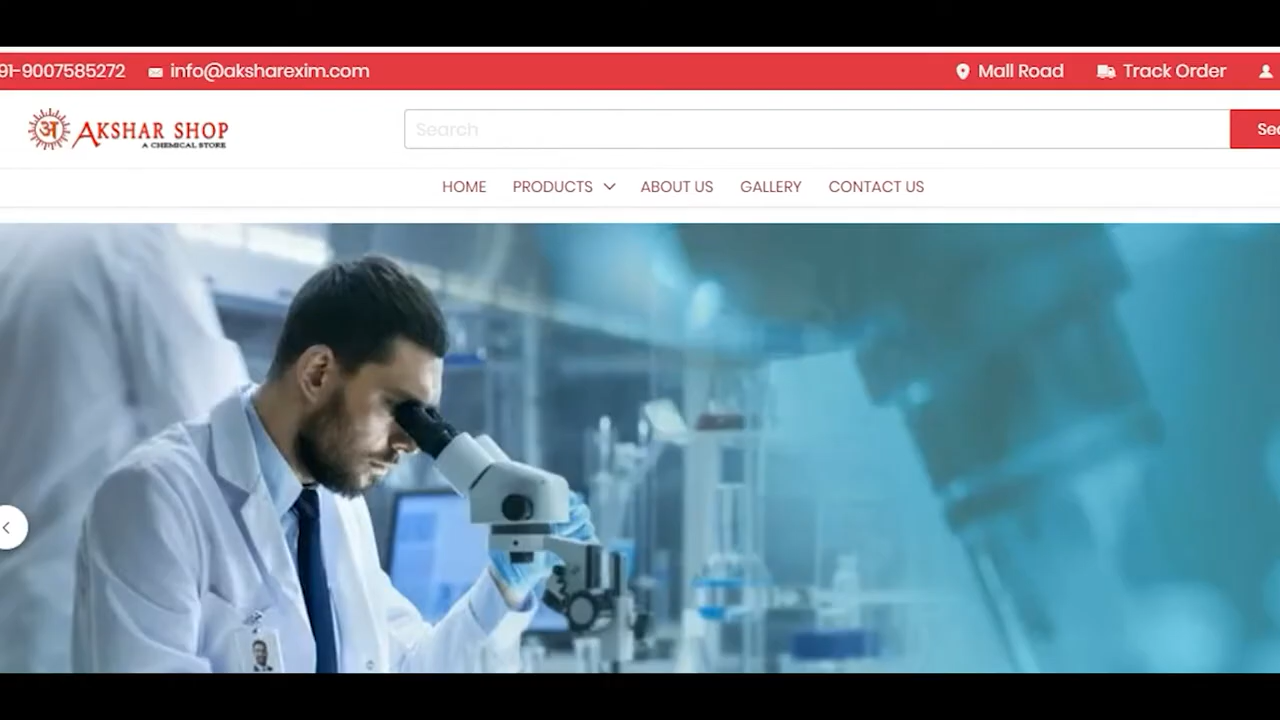 91-9007585272 info@aksharexim.com Mall Road Track Order
अ AKSHAR SHOP
A CHEMICAL STORE
Search
HOME PRODUCTS ABOUT US GALLERY CONTACT US